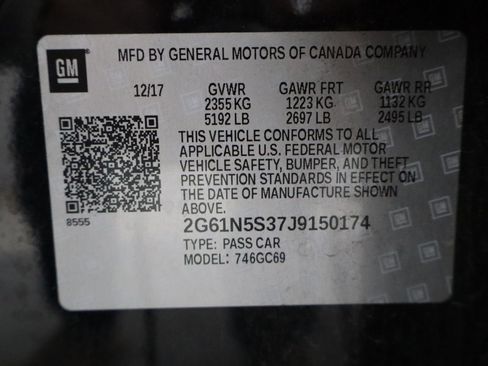 GM
MFD BY GENERAL MOTORS OF CANADA COMPANY
12/17 GVWR GAWR FRT GAWR RR
2355 KG 1223 KG 1132 KG
5192 LB 2697 LB 2495 LB
THIS VEHICLE CONFORMS TO ALL
APPLICABLE U.S. FEDERAL MOTOR
VEHICLE SAFETY, BUMPER, AND THEFT
PREVENTION STANDARDS IN EFFECT ON
THE DATE OF MANUFACTURE SHOWN
ABOVE.
8555
2G61N5S37J9150174
TYPE: PASS CAR
MODEL: 746GC69